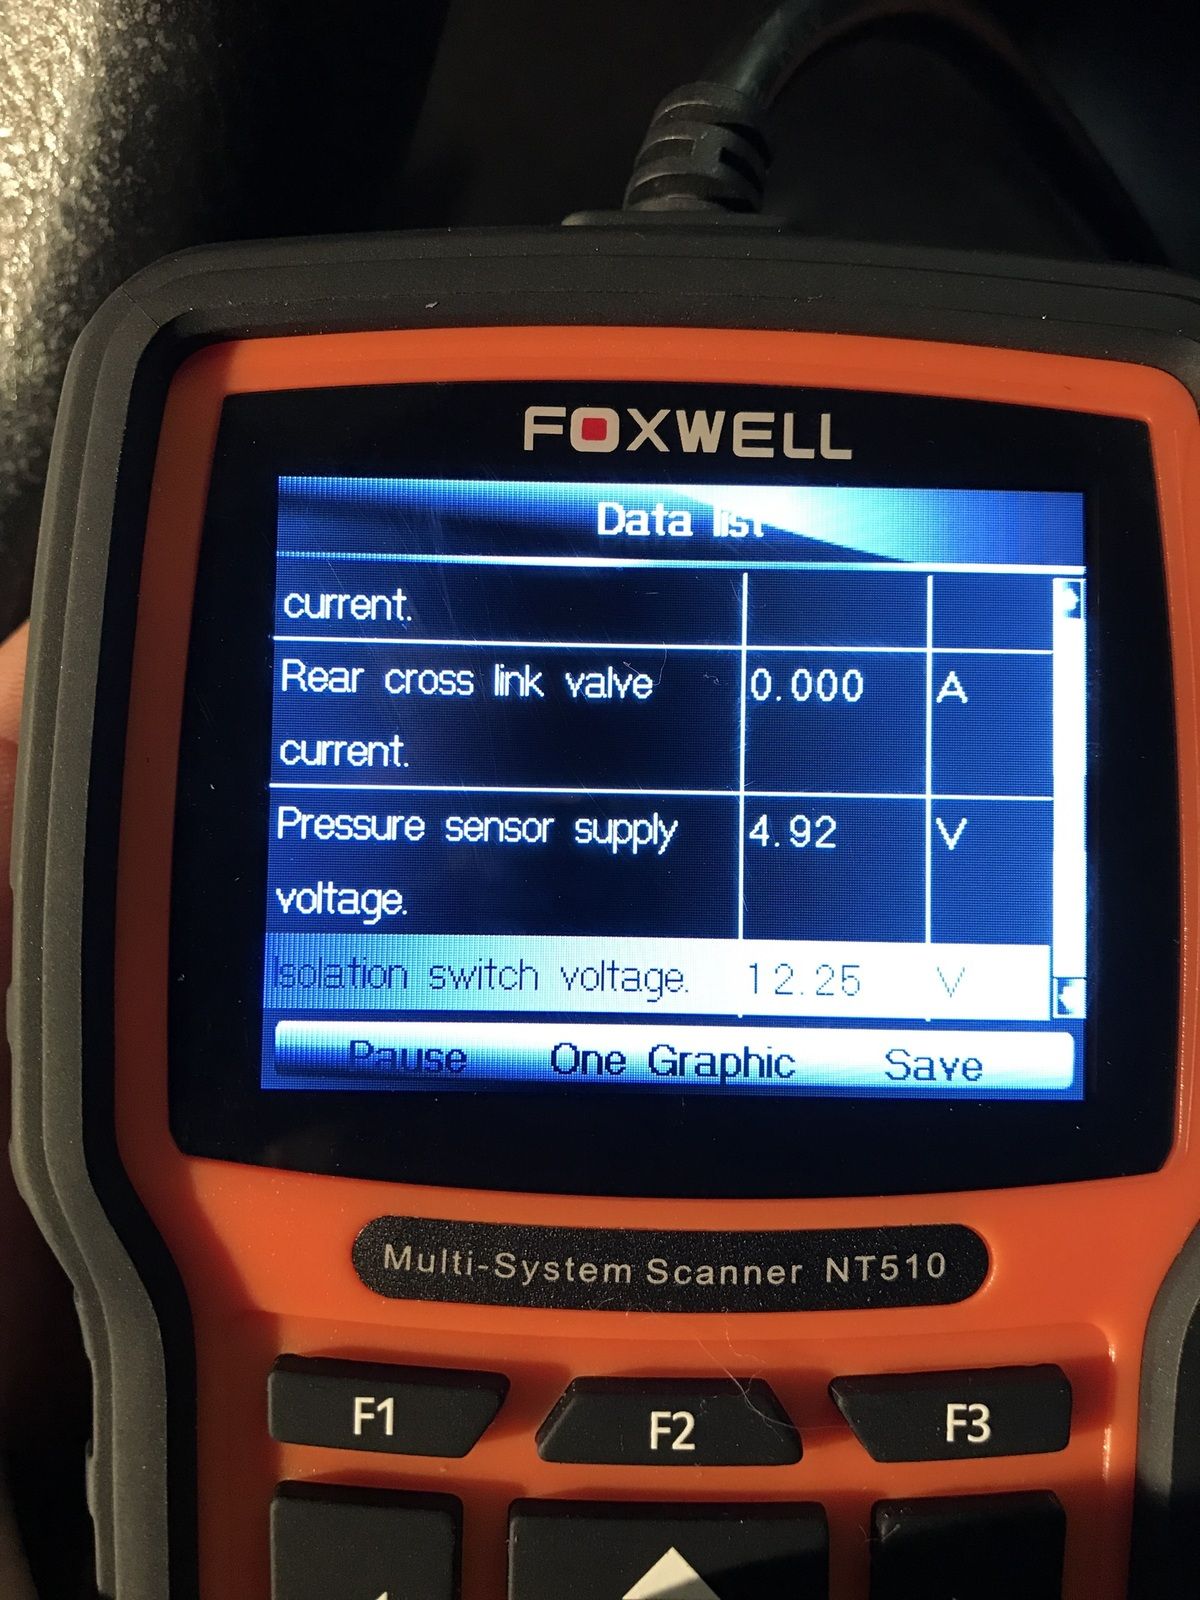 FOXWELL
Data list
current.
Rear cross link valve 0.000 A
current.
Pressure sensor supply 4.92 V
voltage.
Isolation switch voltage. 12.25 V
Pause One Graphic Save
Multi-System Scanner NT510
F1 F2 F3